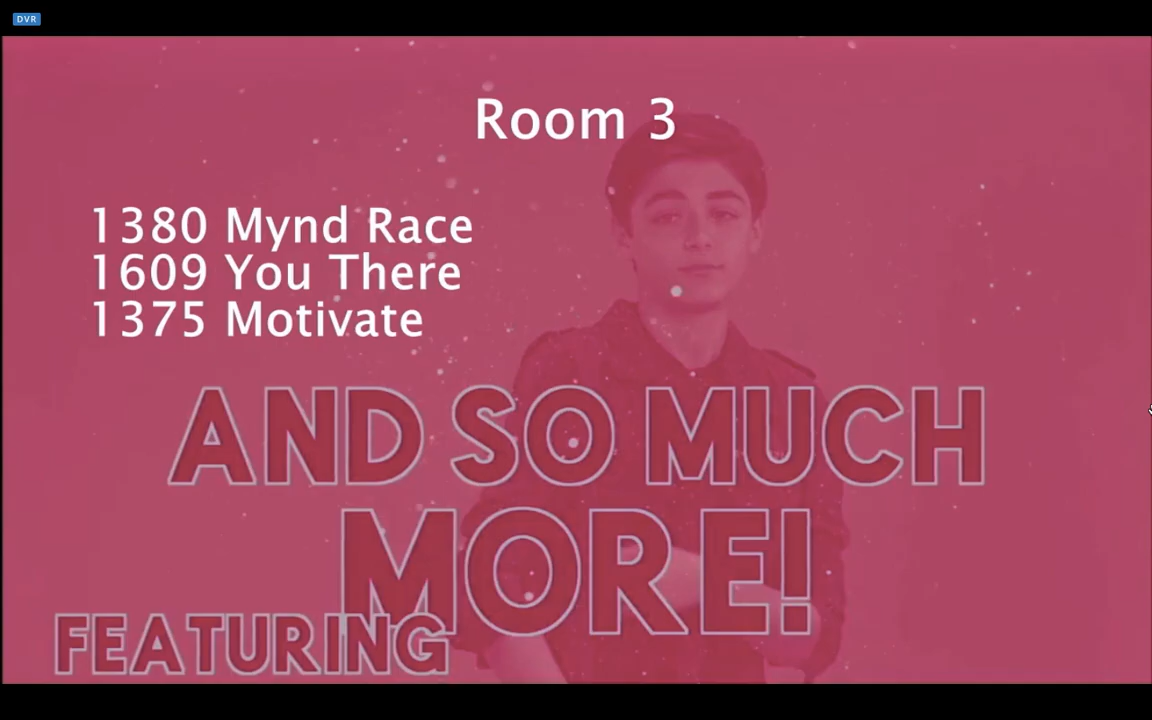 DVR
Room 3
1380 Mynd Race
1609 You There
1375 Motivate
AND SO MUCH
MORE!
FEATURING